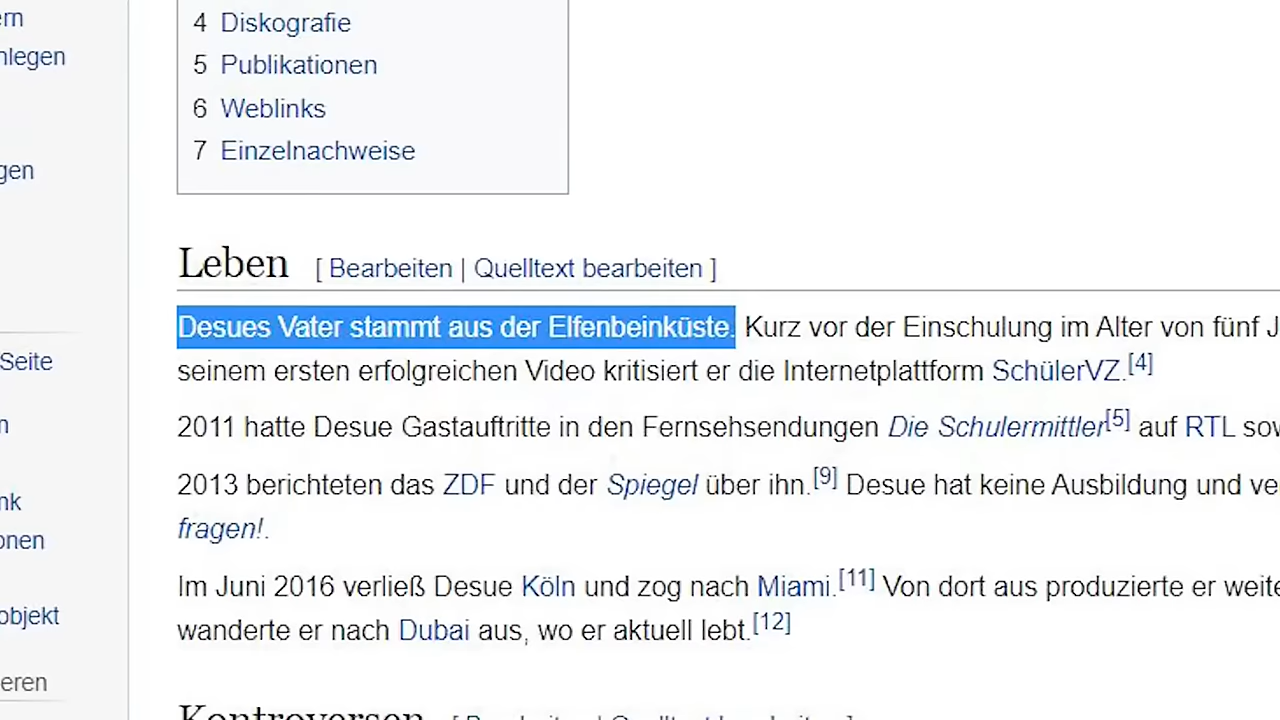 ern
nlegen
gen
Seite
n
nk
onen
objekt
eren
4 Diskografie
5 Publikationen
6 Weblinks
7 Einzelnachweise
Leben [ Bearbeiten | Quelltext bearbeiten ]
Desues Vater stammt aus der Elfenbeinküste. Kurz vor der Einschulung im Alter von fünf J
seinem ersten erfolgreichen Video kritisiert er die Internetplattform SchülerVZ.[4]
2011 hatte Desue Gastauftritte in den Fernsehsendungen Die Schulermittler[5] auf RTL sow
2013 berichteten das ZDF und der Spiegel über ihn.[9] Desue hat keine Ausbildung und ve
fragen!.
Im Juni 2016 verließ Desue Köln und zog nach Miami.[11] Von dort aus produzierte er weite
wanderte er nach Dubai aus, wo er aktuell lebt.[12]
Kontroversen [ Bearbeiten | Quelltext bearbeiten ]